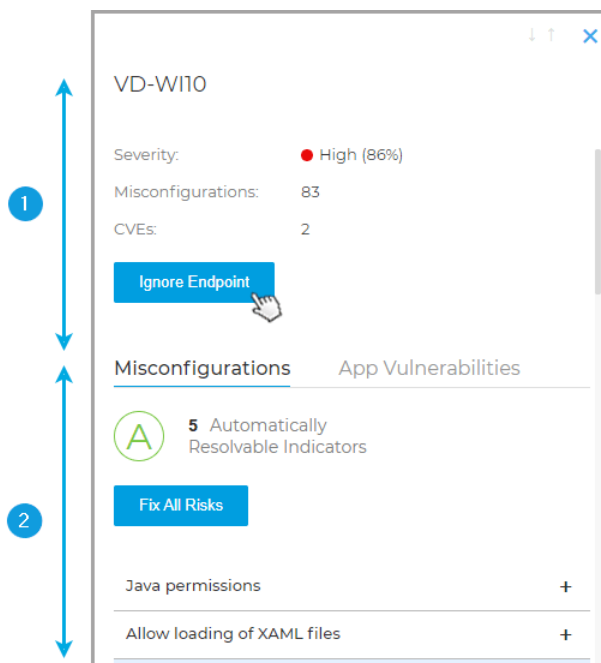 VD-WI10
Severity: High (86%)
Misconfigurations: 83
CVEs: 2
1
Ignore Endpoint
Misconfigurations App Vulnerabilities
A
5 Automatically
Resolvable Indicators
Fix All Risks
2
Java permissions +
Allow loading of XAML files +